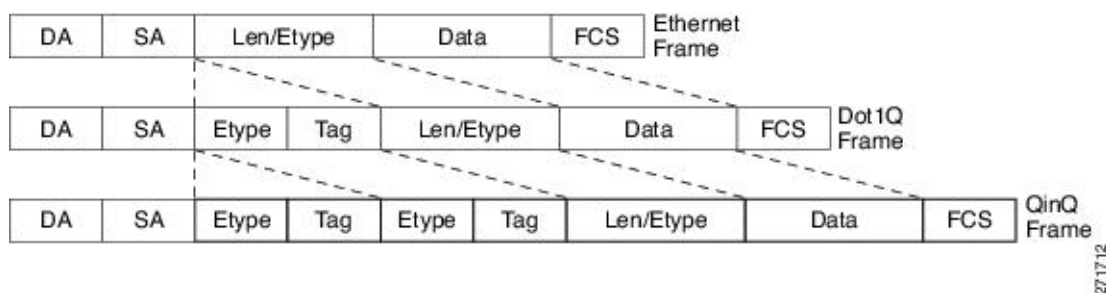 DA SA Len/Etype Data FCS Ethernet
Frame
DA SA Etype Tag Len/Etype Data FCS Dot1Q
Frame
DA SA Etype Tag Etype Tag Len/Etype Data FCS QinQ
Frame
271712